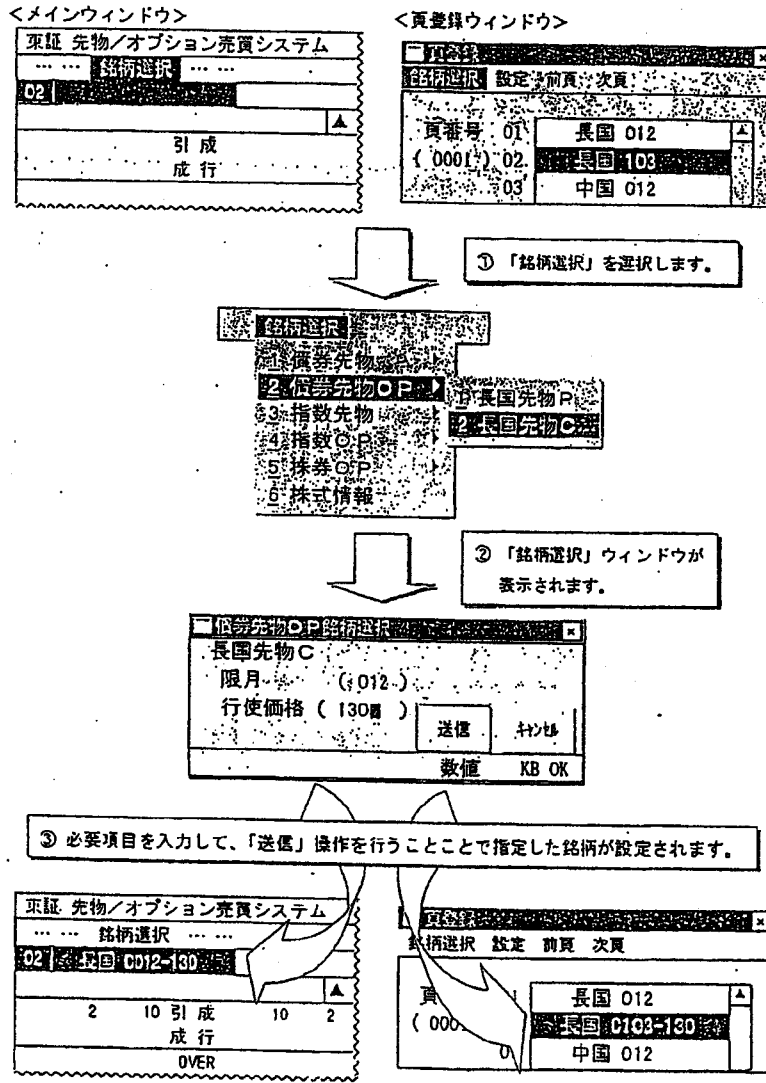 <メインウィンドウ>
東証 先物/オプション売買システム
… … 銘柄選択 … …
02
引 成
成 行
<頁登録ウィンドウ>
頁登録
銘柄選択 設定 前頁 次頁
頁番号 01 長国 012
( 0001 ) 02 長国 103
03 中国 012
① 「銘柄選択」を選択します。
銘柄選択
1 債券先物
2 債券先物OP
3 指数先物
4 指数OP
5 株券OP
6 株式情報
1 長国先物P
2 長国先物C
② 「銘柄選択」ウィンドウが
表示されます。
債券先物OP銘柄選択
長国先物C
限月 ( 012 )
行使価格 ( 130 )
送信 キャンセル
数値 KB OK
③ 必要項目を入力して、「送信」操作を行うことことで指定した銘柄が設定されます。
東証 先物/オプション売買システム
… … 銘柄選択 … …
02 長国 C012-130
2 10 引 成 10 2
成 行
OVER
頁登録
銘柄選択 設定 前頁 次頁
長国 012
長国 C103-130
中国 012